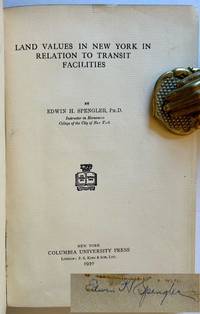 LAND VALUES IN NEW YORK IN
RELATION TO TRANSIT
FACILITIES
BY
EDWIN H. SPENGLER, PH.D.
Instructor in Economics
College of the City of New York
NEW YORK
COLUMBIA UNIVERSITY PRESS
LONDON: P. S. KING & SON, LTD.
1930
Edwin H. Spengler